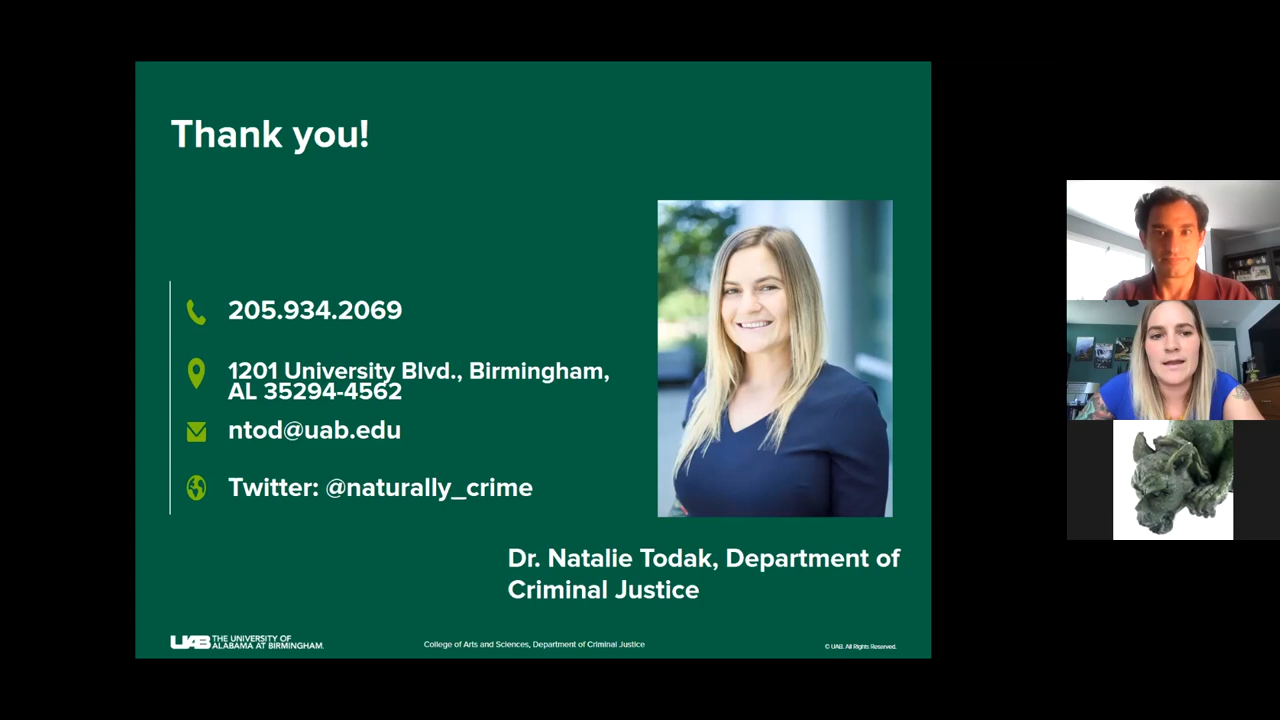 Thank you!
205.934.2069
1201 University Blvd., Birmingham,
AL 35294-4562
ntod@uab.edu
Twitter: @naturally_crime
Dr. Natalie Todak, Department of
Criminal Justice
UAB THE UNIVERSITY OF
ALABAMA AT BIRMINGHAM.
College of Arts and Sciences, Department of Criminal Justice
© UAB. All Rights Reserved.